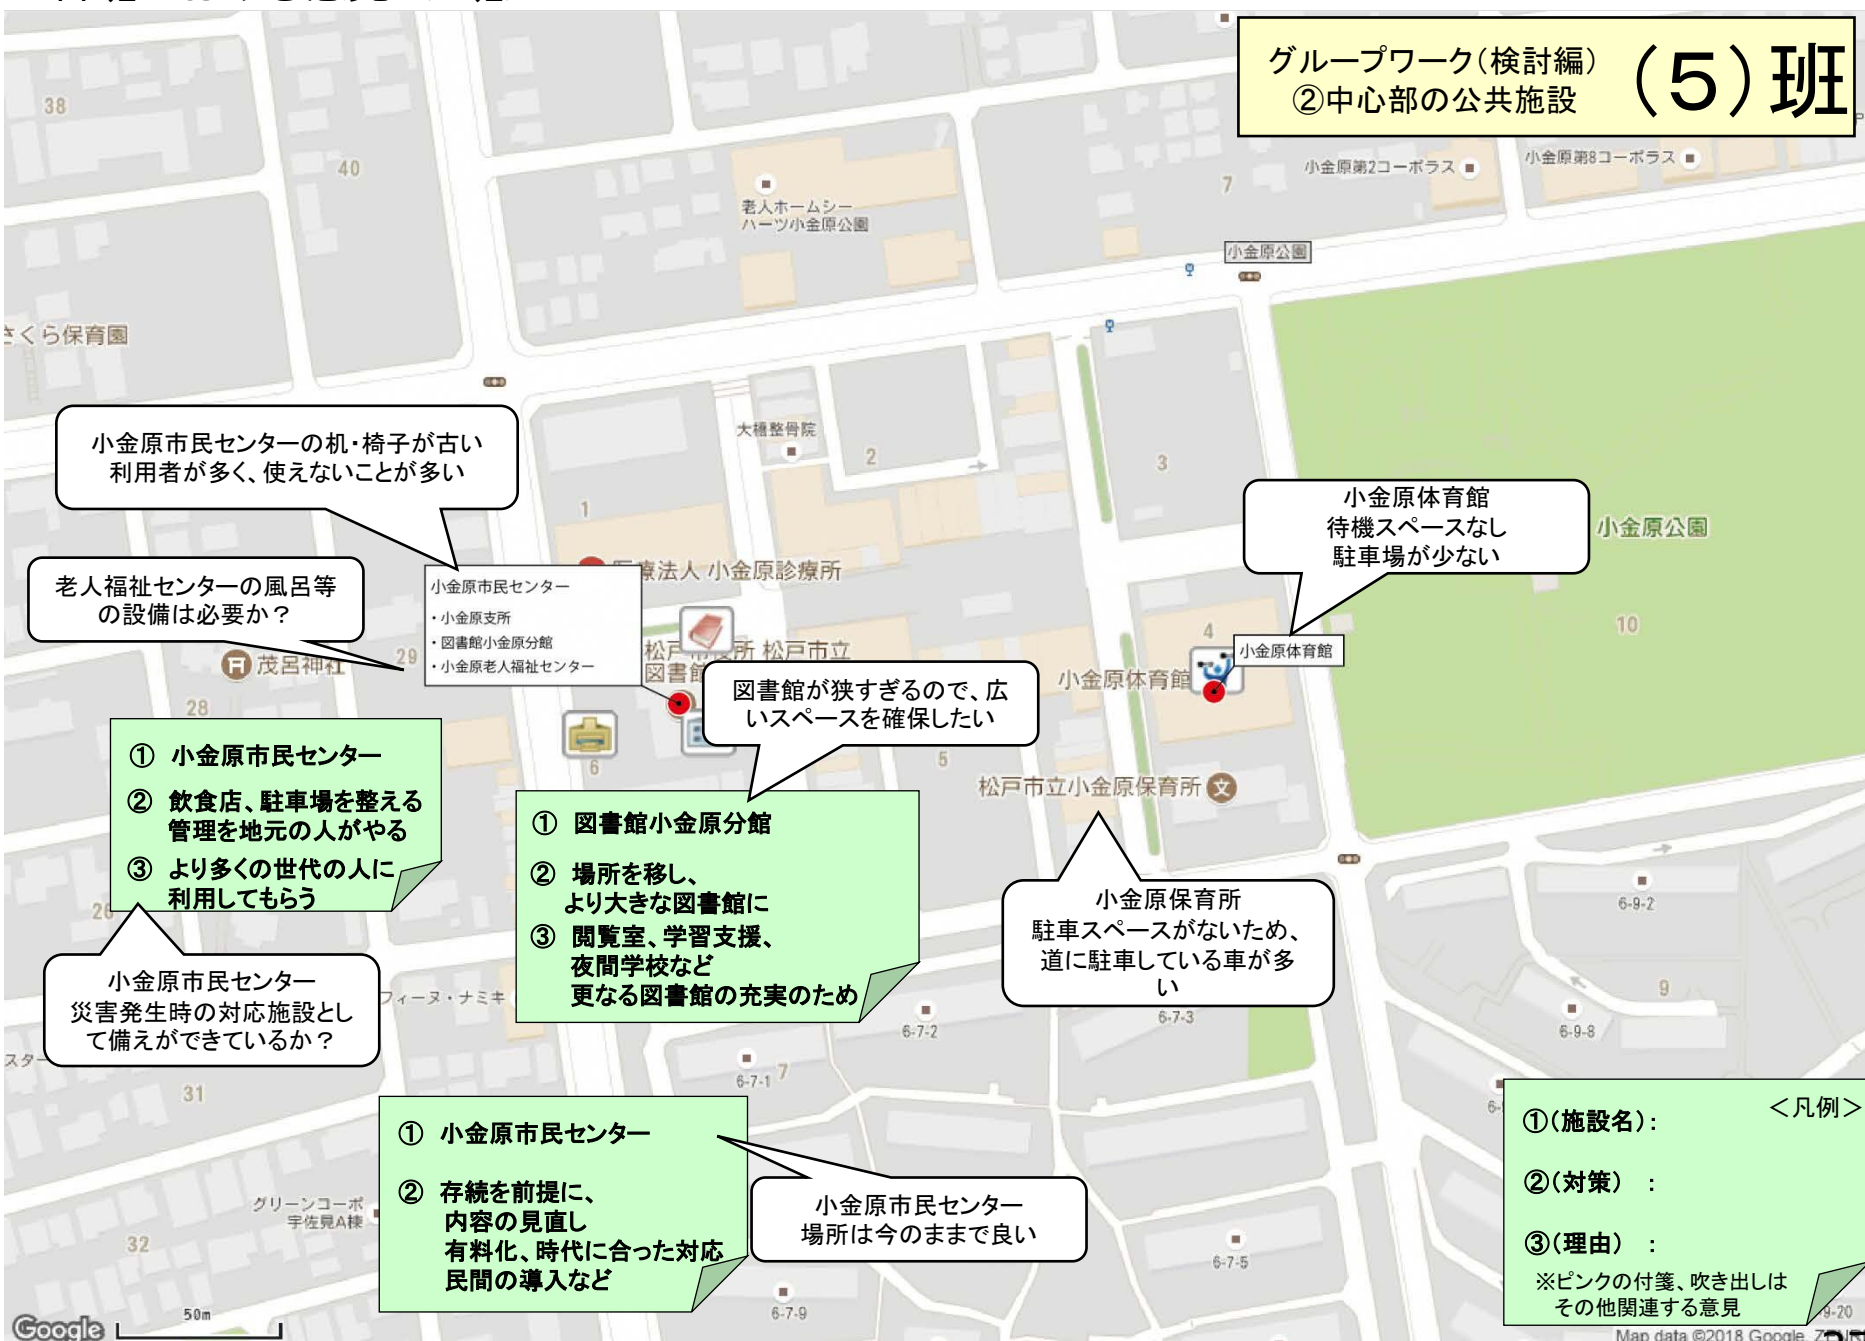 グループワーク(検討編)
②中心部の公共施設
(5)班
38
40
老人ホームシー
ハーツ小金原公園
7
小金原第2コーポラス
小金原第8コーポラス
小金原公園
さくら保育園
小金原市民センターの机・椅子が古い
利用者が多く、使えないことが多い
大橋整骨院
2
3
1
小金原体育館
待機スペースなし
駐車場が少ない
小金原公園
10
老人福祉センターの風呂等
の設備は必要か?
小金原市民センター
・小金原支所
・図書館小金原分館
・小金原老人福祉センター
療法人 小金原診療所
茂呂神社
29
28
松戸
所 松戸市立
図書館
図書館が狭すぎるので、広
いスペースを確保したい
4
小金原体育館
小金原体育館
6
5
松戸市立小金原保育所
① 小金原市民センター
② 飲食店、駐車場を整える
管理を地元の人がやる
③ より多くの世代の人に
利用してもらう
26
小金原市民センター
災害発生時の対応施設とし
て備えができているか?
① 図書館小金原分館
② 場所を移し、
より大きな図書館に
③ 閲覧室、学習支援、
夜間学校など
更なる図書館の充実のため
小金原保育所
駐車スペースがないため、
道に駐車している車が多
い
6-9-2
9
6-9-8
フィーヌ・ナミキ
6-7-2
6-7-3
スター
31
6-7-1
7
① 小金原市民センター
② 存続を前提に、
内容の見直し
有料化、時代に合った対応
民間の導入など
小金原市民センター
場所は今のままで良い
グリーンコーポ
宇佐見A棟
32
6-7-5
6-7-9
<凡例>
①(施設名):
②(対策) :
③(理由) :
※ピンクの付箋、吹き出しは
その他関連する意見
9-20
Google
50m
Map data ©2018 Google,